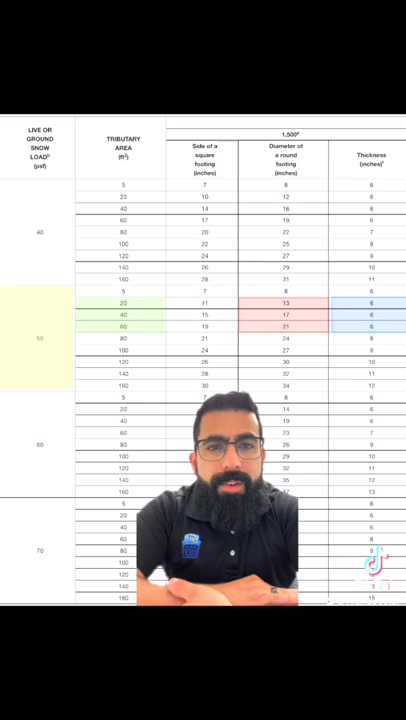 LIVE OR
GROUND
SNOW
LOADᵇ
(psf)
TRIBUTARY
AREA
(ft²)
1,500ᵉ
Side of a
square
footing
(inches)
Diameter of
a round
footing
(inches)
Thickness
(inches)ᶠ
40
5 7 8 6
20 10 12 6
40 14 16 6
60 17 19 6
80 20 22 7
100 22 25 8
120 24 27 9
140 26 29 10
160 28 31 11
50
5 7 8 6
20 11 13 6
40 15 17 6
60 19 21 6
80 21 24 8
100 24 27 9
120 26 30 10
140 28 32 11
160 30 34 12
60
5 7 8 6
20 14 6
40 19 6
60 23 7
80 26 9
100 29 10
120 32 11
140 35 12
160 13
70
5 6
20 6
40 6
60 8
80 9
100
120
140
160 15